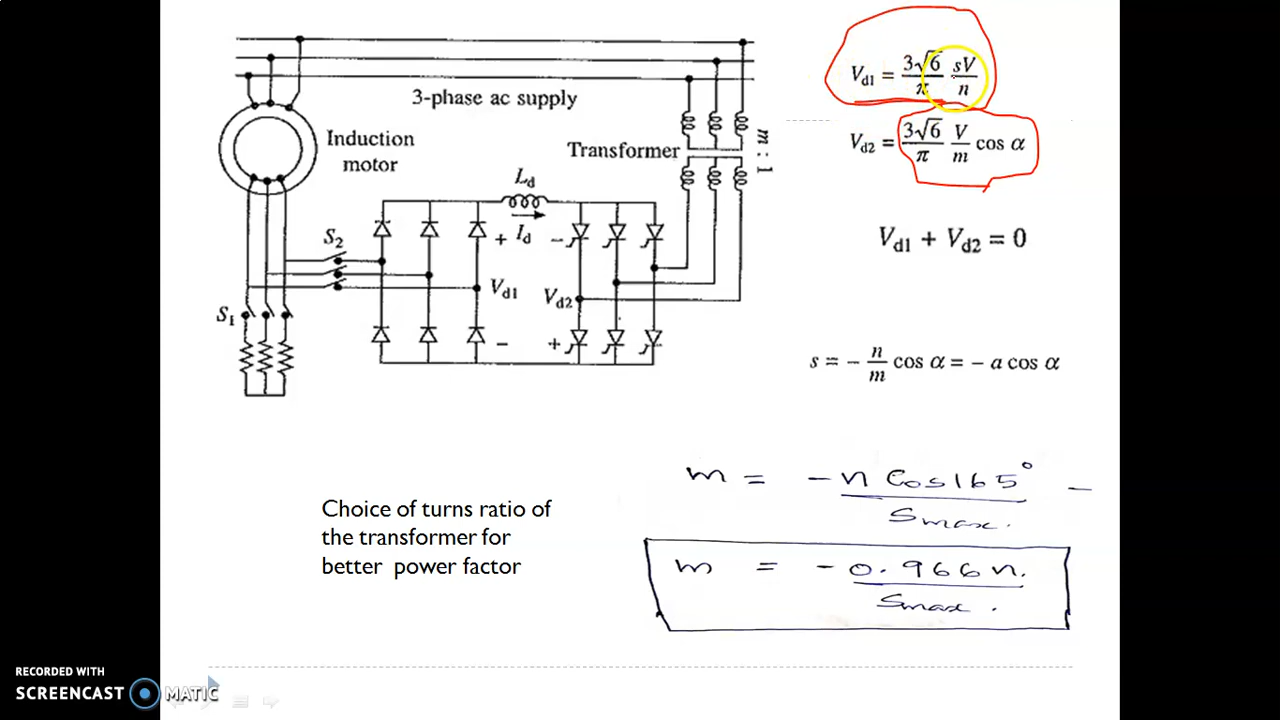 3-phase ac supply
Induction
motor
Transformer
m : 1
L_d
I_d
S_2
+
−
V_d1
V_d2
S_1
−
+
V_d1 = 3√6/π sV/n
V_d2 = 3√6/π V/m cos α
V_d1 + V_d2 = 0
s = − n/m cos α = − a cos α
m = −n Cos165°/Smax. −
m = −0.966n./Smax.
Choice of turns ratio of
the transformer for
better power factor
RECORDED WITH
SCREENCAST MATIC